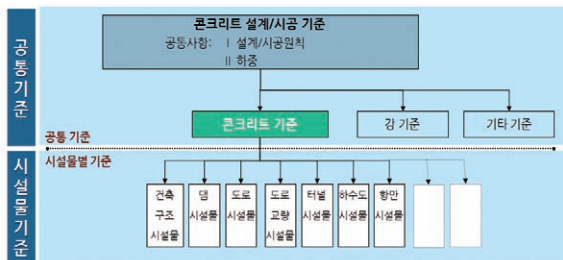 공통기준
콘크리트 설계/시공 기준
공통사항: Ⅰ 설계/시공원칙
Ⅱ 하중
콘크리트 기준
강 기준
기타 기준
공통 기준
시설물기준
시설물별 기준
건축
구조
시설물
댐
시설물
도로
시설물
도로
교량
시설물
터널
시설물
하수도
시설물
항만
시설물